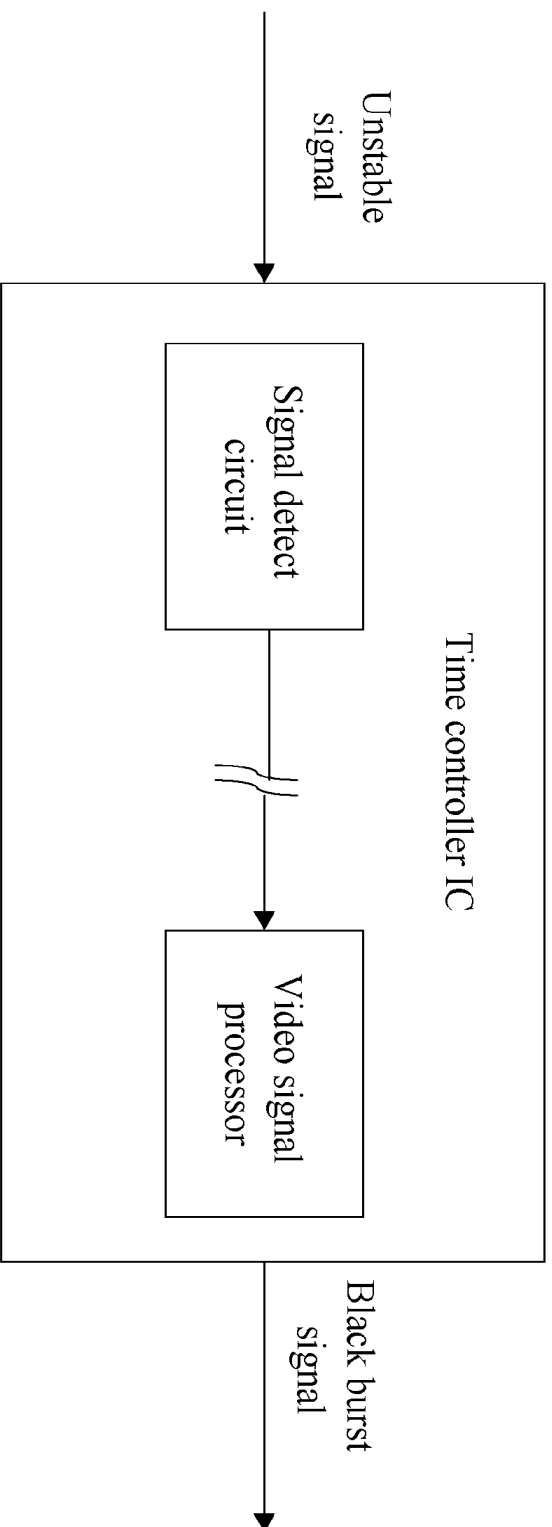 Unstable
signal
Time controller IC
Signal detect
circuit
Video signal
processor
Black burst
signal